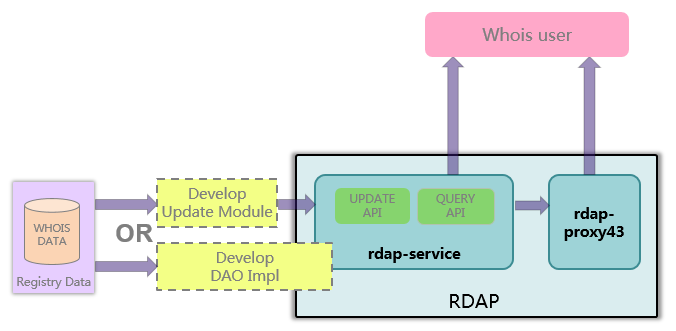 Whois user
WHOIS
DATA
Registry Data
OR
Develop
Update Module
Develop
DAO Impl
UPDATE
API
QUERY
API
rdap-service
rdap-
proxy43
RDAP